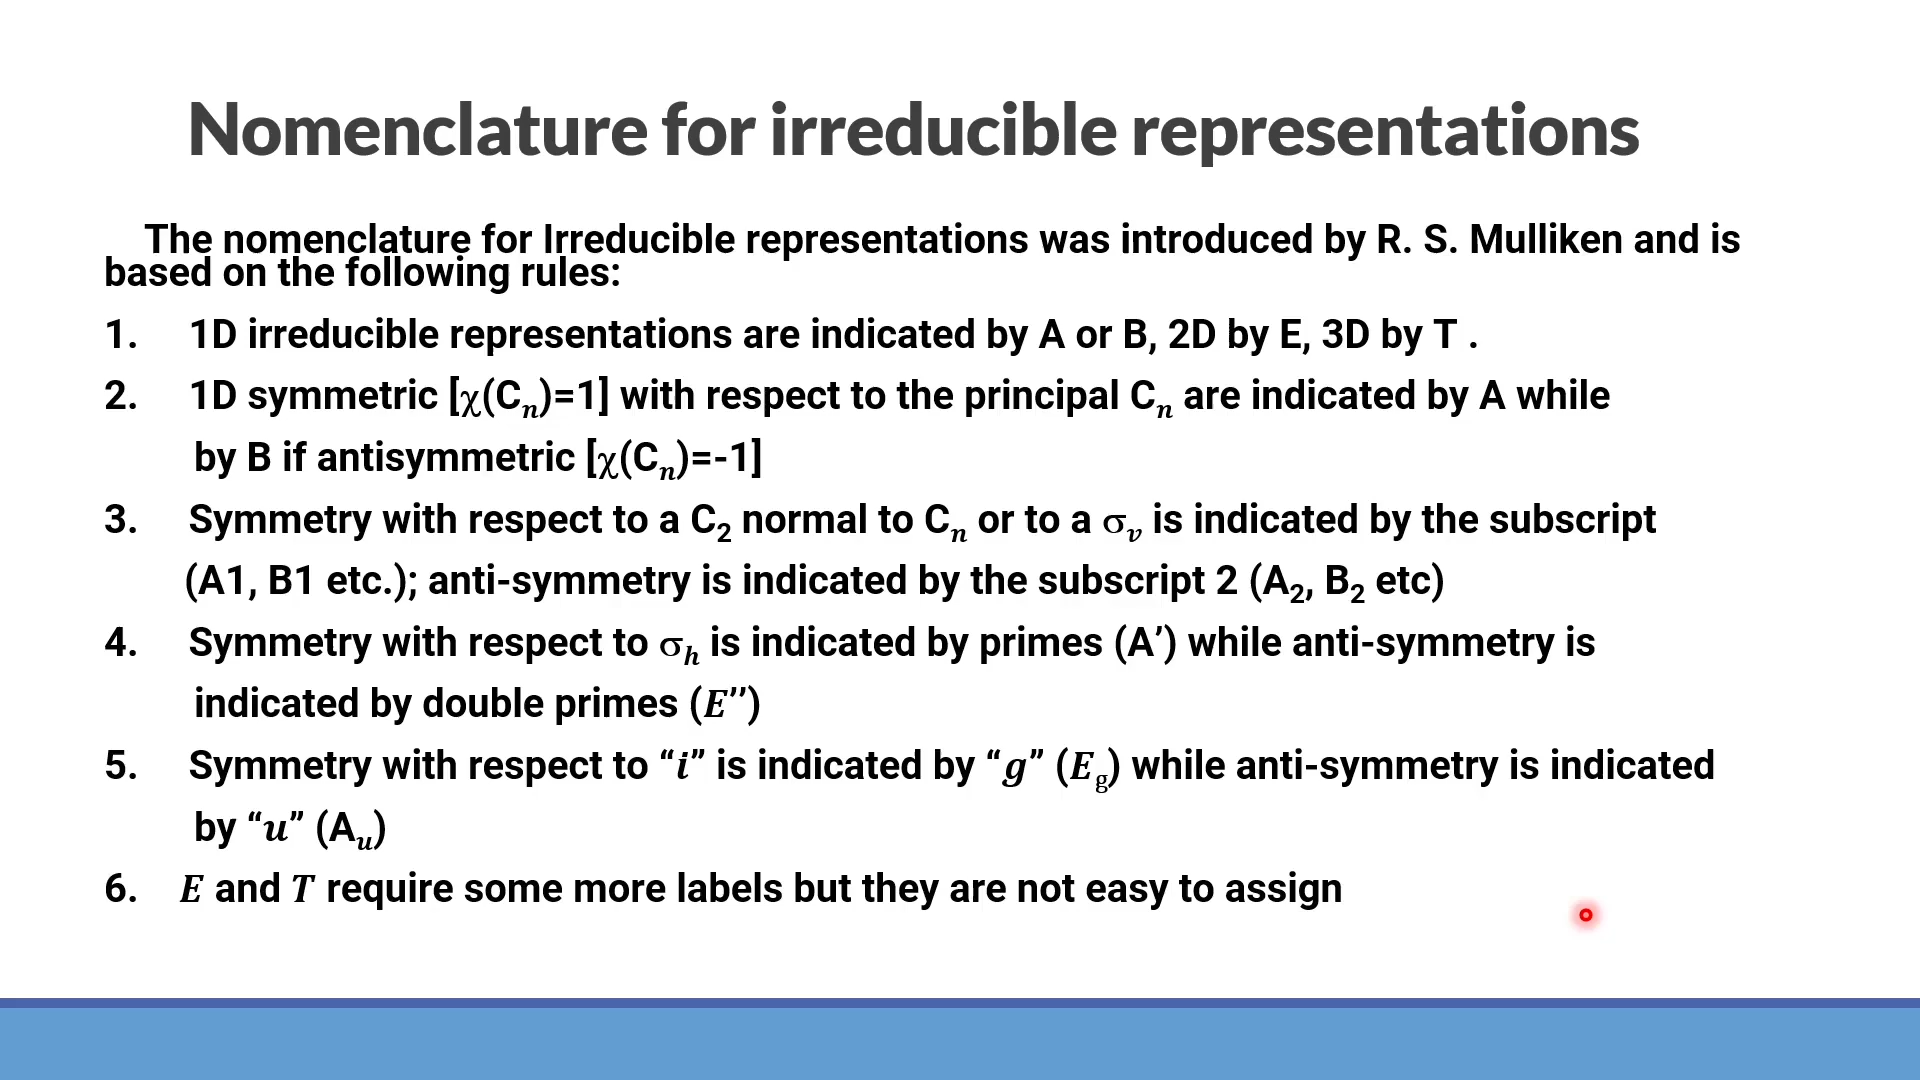 Nomenclature for irreducible representations
The nomenclature for Irreducible representations was introduced by R. S. Mulliken and is
based on the following rules:
1. 1D irreducible representations are indicated by A or B, 2D by E, 3D by T .
2. 1D symmetric [χ(Cₙ)=1] with respect to the principal Cₙ are indicated by A while
by B if antisymmetric [χ(Cₙ)=-1]
3. Symmetry with respect to a C₂ normal to Cₙ or to a σᵥ is indicated by the subscript
(A1, B1 etc.); anti-symmetry is indicated by the subscript 2 (A₂, B₂ etc)
4. Symmetry with respect to σₕ is indicated by primes (A’) while anti-symmetry is
indicated by double primes (E’’)
5. Symmetry with respect to “i” is indicated by “g” (E_g) while anti-symmetry is indicated
by “u” (Aᵤ)
6. E and T require some more labels but they are not easy to assign